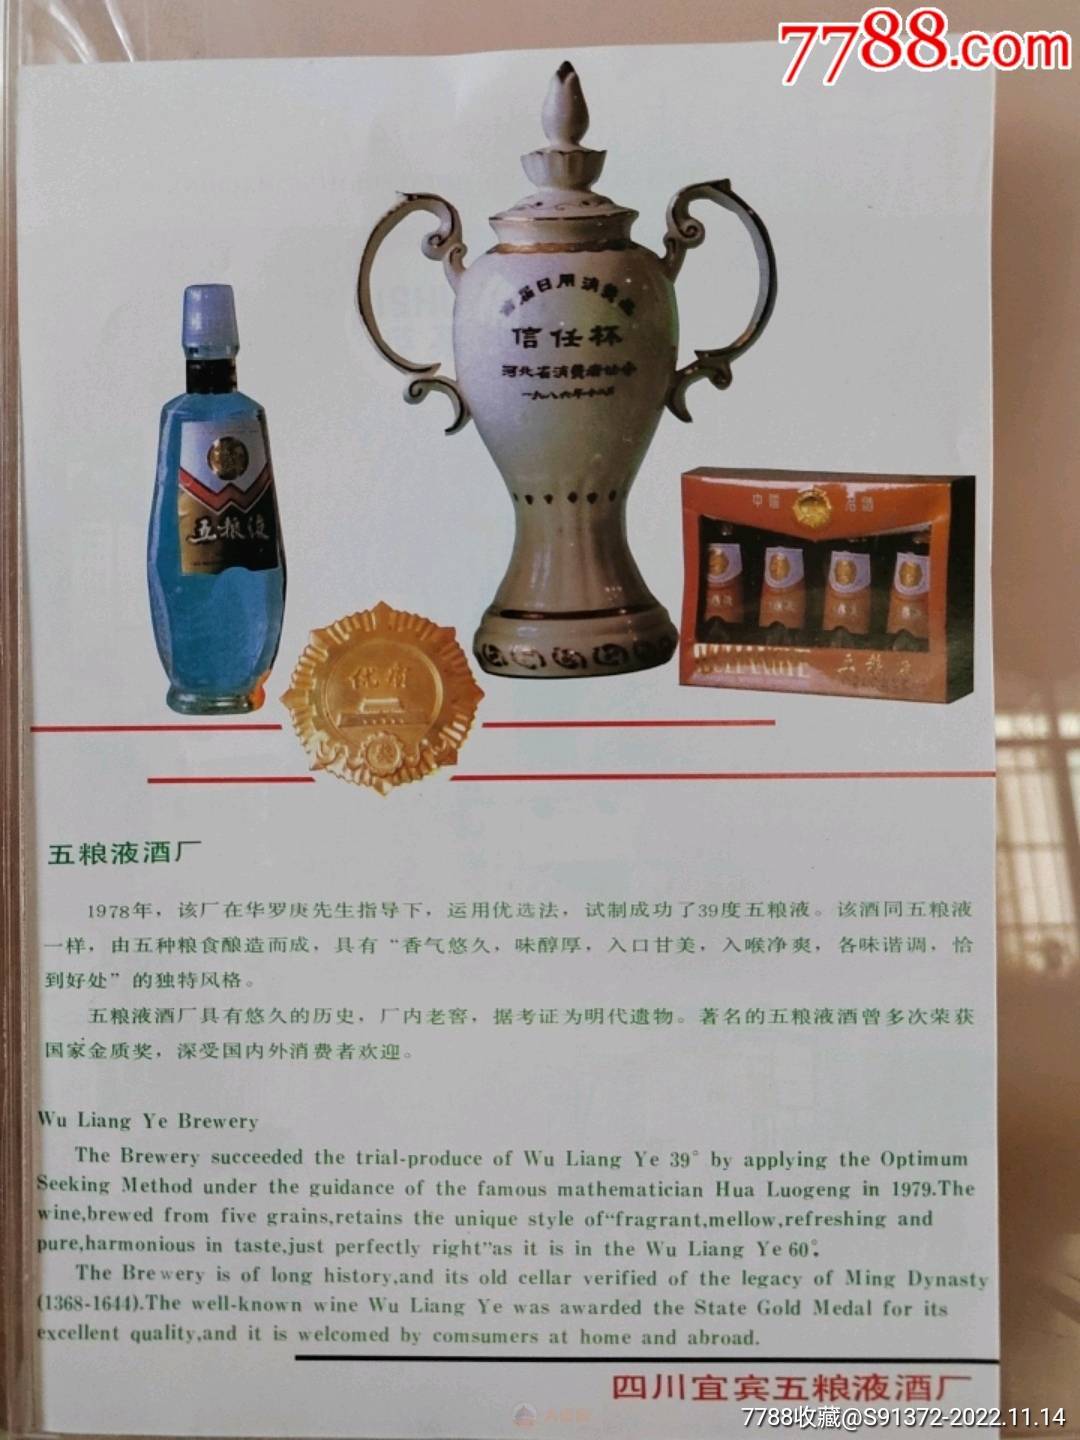 7788.com
首届日用消费品
信任杯
河北省消费者协会
一九八六年十二月
五粮液
中国名酒
WULIANGYE
五粮液
优质
五粮液酒厂
1978年，该厂在华罗庚先生指导下，运用优选法，试制成功了39度五粮液。该酒同五粮液
一样，由五种粮食酿造而成，具有“香气悠久，味醇厚，入口甘美，入喉净爽，各味谐调，恰
到好处”的独特风格。
五粮液酒厂具有悠久的历史，厂内老窖，据考证为明代遗物。著名的五粮液酒曾多次荣获
国家金质奖，深受国内外消费者欢迎。
Wu Liang Ye Brewery
The Brewery succeeded the trial-produce of Wu Liang Ye 39° by applying the Optimum
Seeking Method under the guidance of the famous mathematician Hua Luogeng in 1979.The
wine,brewed from five grains,retains the unique style of“fragrant,mellow,refreshing and
pure,harmonious in taste,just perfectly right”as it is in the Wu Liang Ye 60°.
The Brewery is of long history,and its old cellar verified of the legacy of Ming Dynasty
(1368-1644).The well-known wine Wu Liang Ye was awarded the State Gold Medal for its
excellent quality,and it is welcomed by comsumers at home and abroad.
四川宜宾五粮液酒厂
7788收藏@S91372-2022.11.14